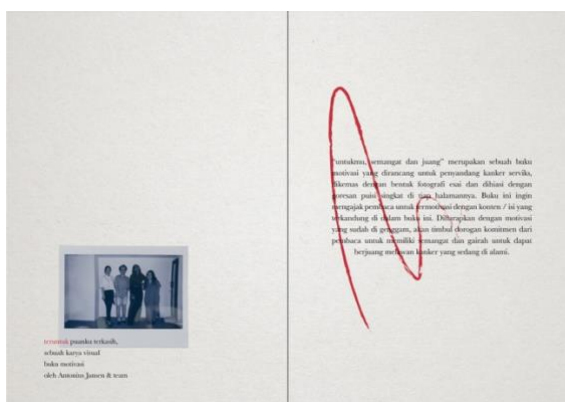 teruntuk puanku terkasih,
sebuah karya visual
buku motivasi
oleh Antonius Jansen & team
"untukmu, semangat dan juang" merupakan sebuah buku
motivasi yang dirancang untuk penyandang kanker serviks,
dikemas dengan bentuk fotografi esai dan dihiasi dengan
goresan puisi singkat di tiap halamannya. Buku ini ingin
mengajak pembaca untuk termotivasi dengan konten / isi yang
terkandung di dalam buku ini. Diharapkan dengan motivasi
yang sudah di genggam, akan timbul dorogan komitmen dari
pembaca untuk memiliki semangat dan gairah untuk dapat
berjuang melawan kanker yang sedang di alami.